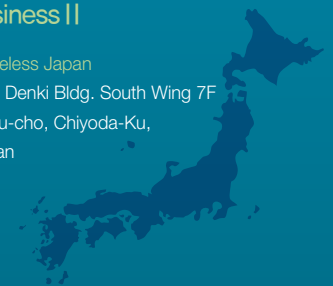 siness II
eless Japan
Denki Bldg. South Wing 7F
u-cho, Chiyoda-Ku,
an